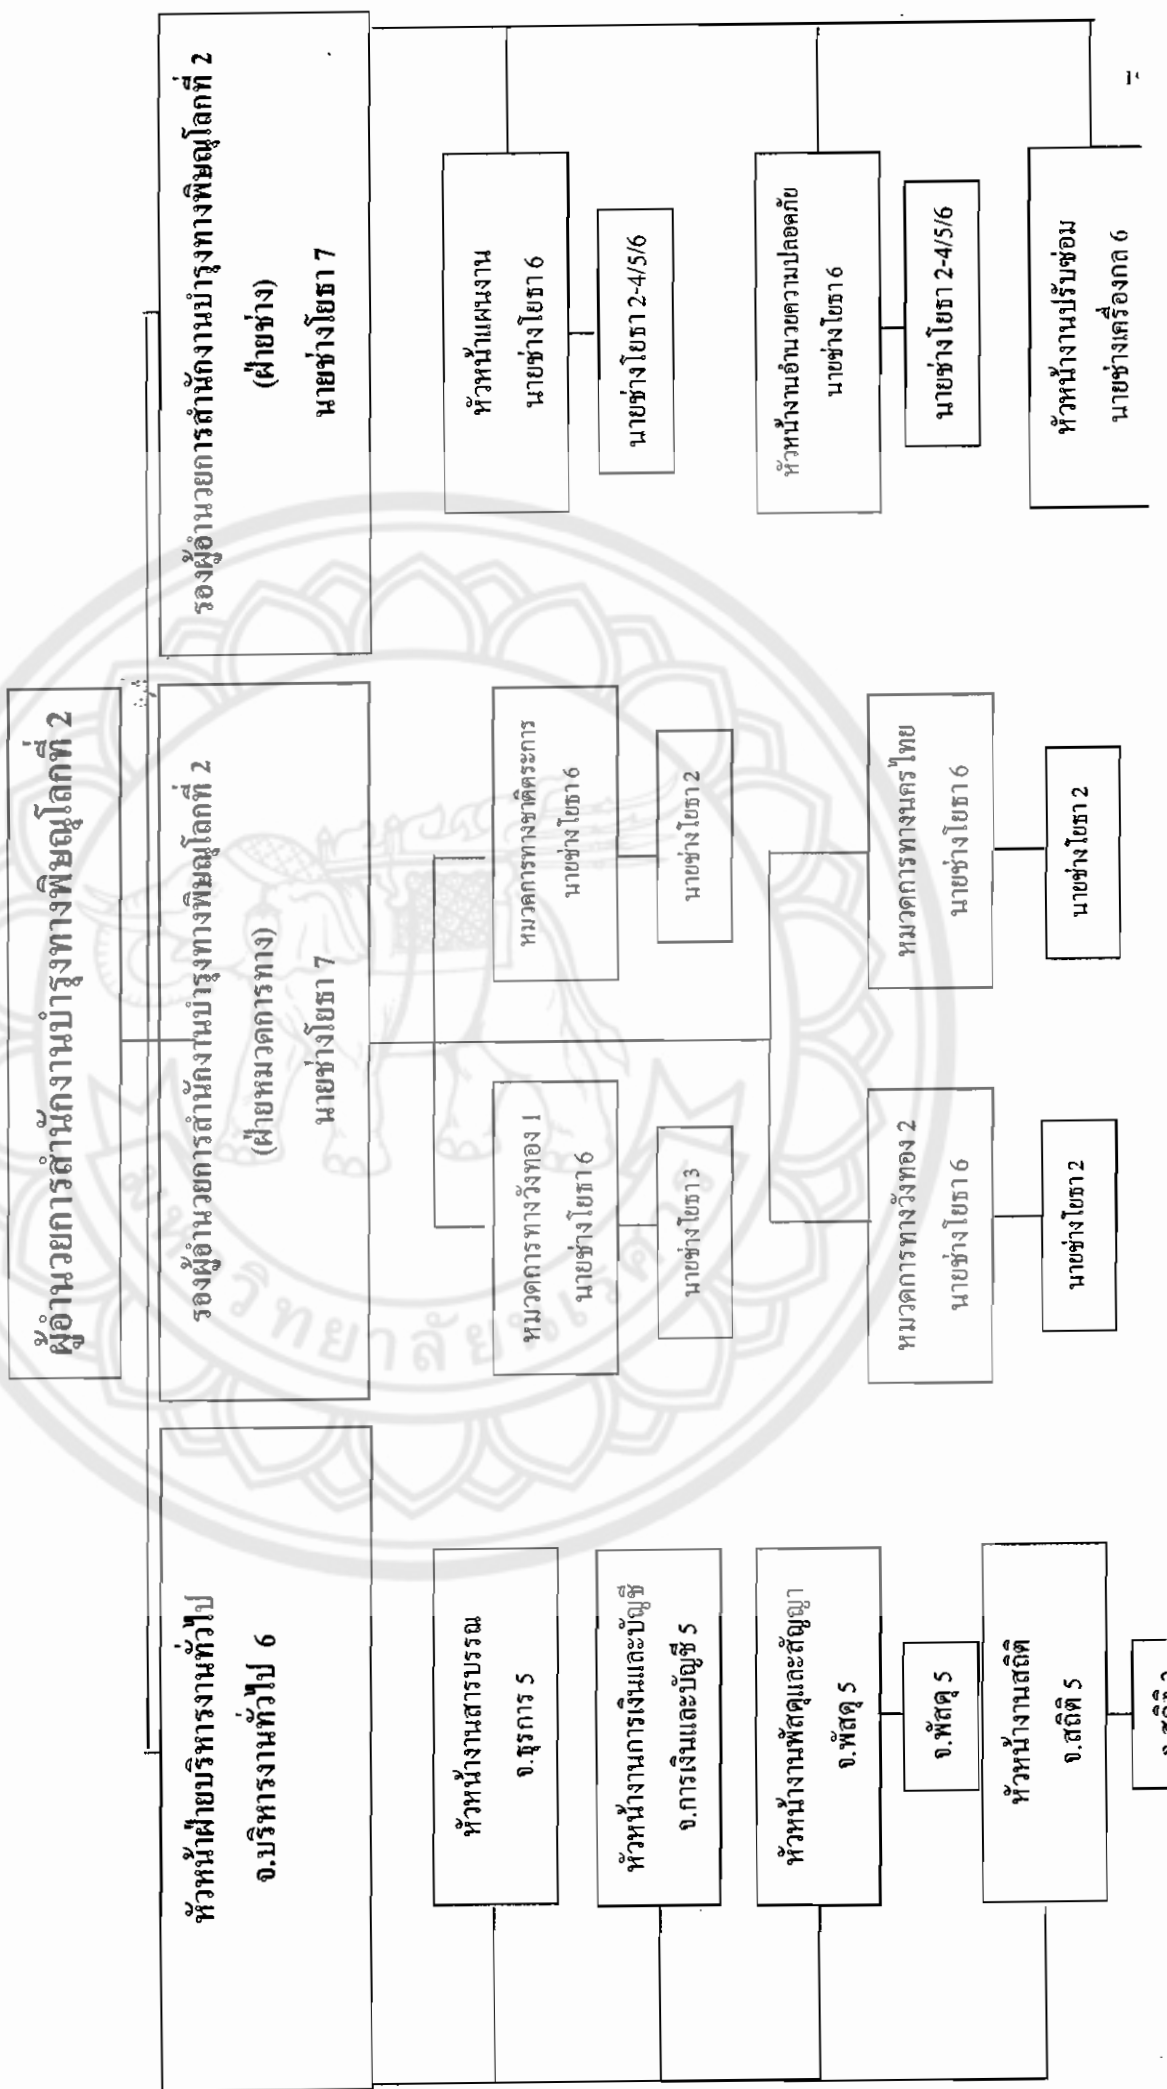 ผู้อำนวยการสำนักงานบำรุงทางพิษณุโลกที่ 2
หัวหน้าฝ่ายบริหารงานทั่วไป
จ.บริหารงานทั่วไป 6
หัวหน้างานสารบรรณ
จ.ธุรการ 5
หัวหน้างานการเงินและบัญชี
จ.การเงินและบัญชี 5
หัวหน้างานพัสดุและสัญญา
จ.พัสดุ 5
จ.พัสดุ 5
หัวหน้างานสถิติ
จ.สถิติ 5
รองผู้อำนวยการสำนักงานบำรุงทางพิษณุโลกที่ 2
(ฝ่ายหมวดการทาง)
นายช่างโยธา 7
หมวดการทางวังทอง 1
นายช่างโยธา 6
นายช่างโยธา 3
หมวดการทางชาติตระการ
นายช่างโยธา 6
นายช่างโยธา 2
หมวดการทางวังทอง 2
นายช่างโยธา 6
นายช่างโยธา 2
หมวดการทางนครไทย
นายช่างโยธา 6
นายช่างโยธา 2
รองผู้อำนวยการสำนักงานบำรุงทางพิษณุโลกที่ 2
(ฝ่ายช่าง)
นายช่างโยธา 7
หัวหน้าแผนงาน
นายช่างโยธา 6
นายช่างโยธา 2-4/5/6
หัวหน้างานอำนวยความปลอดภัย
นายช่างโยธา 6
นายช่างโยธา 2-4/5/6
หัวหน้างานปรับซ่อม
นายช่างเครื่องกล 6